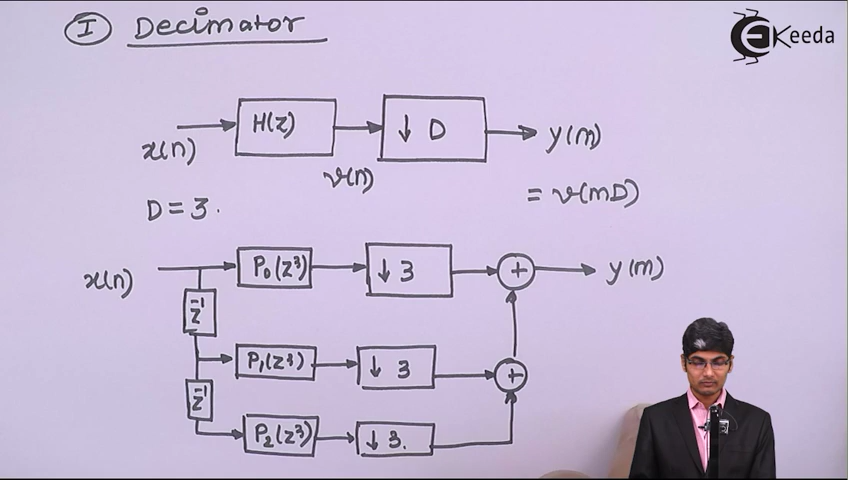 I Decimator
EKeeda
x(n) H(z) v(n) ↓ D y(m)
= v(mD)
D = 3.
x(n) P₀(z³) ↓ 3 + y(m)
z⁻¹
P₁(z³) ↓ 3 +
z⁻¹
P₂(z³) ↓ 3.